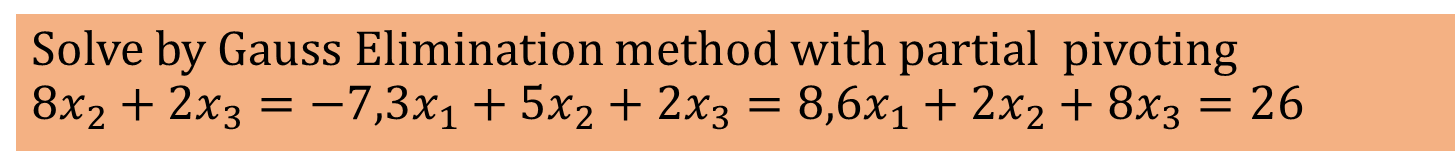 Solve by Gauss Elimination method with partial pivoting
8x₂ + 2x₃ = −7,3x₁ + 5x₂ + 2x₃ = 8,6x₁ + 2x₂ + 8x₃ = 26